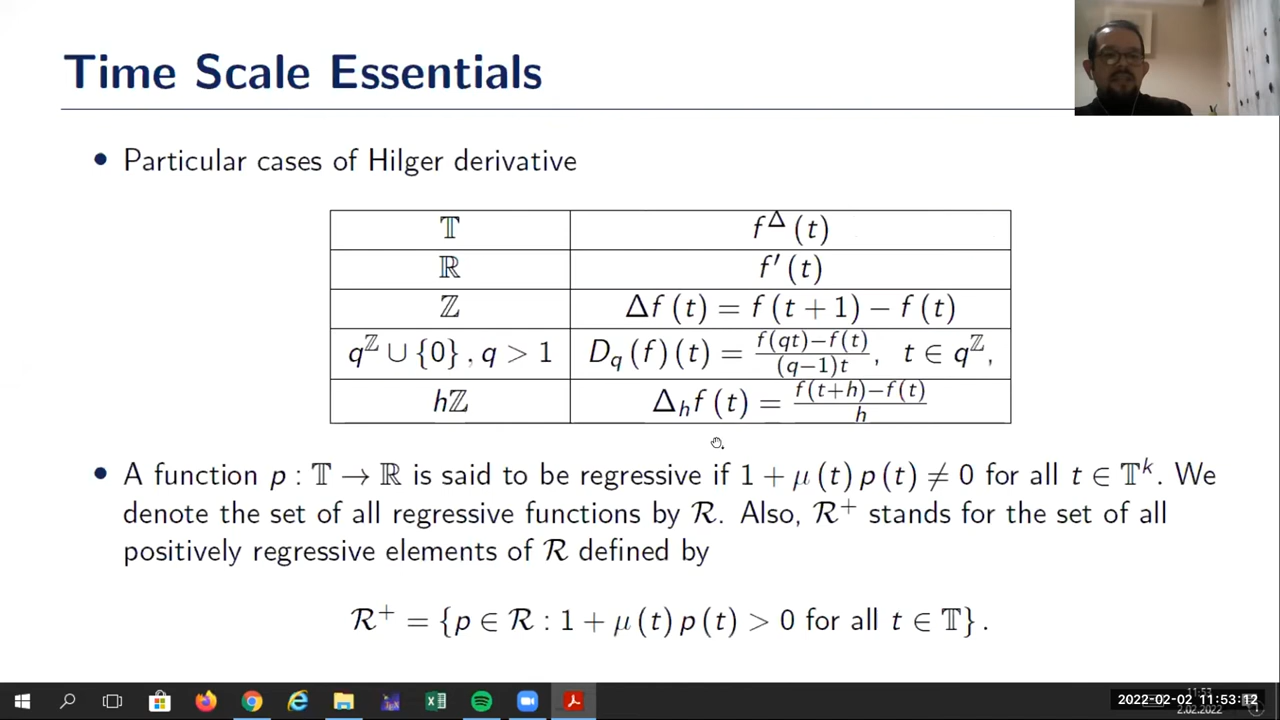 Time Scale Essentials
• Particular cases of Hilger derivative
𝕋 f^Δ (t)
ℝ f′ (t)
ℤ Δf (t) = f (t + 1) − f (t)
q^ℤ ∪ {0} , q > 1 D_q (f) (t) = f(qt)−f(t) / (q−1)t , t ∈ q^ℤ,
hℤ Δ_h f (t) = f(t+h)−f(t) / h
• A function p : 𝕋 → ℝ is said to be regressive if 1 + μ (t) p (t) ≠ 0 for all t ∈ 𝕋^k. We
denote the set of all regressive functions by ℛ. Also, ℛ^+ stands for the set of all
positively regressive elements of ℛ defined by
ℛ^+ = {p ∈ ℛ : 1 + μ (t) p (t) > 0 for all t ∈ 𝕋} .
2022-02-02 11:53:12